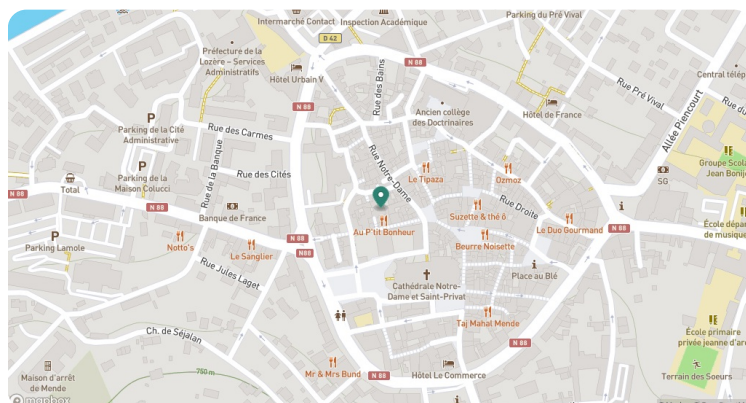 Intermarché Contact
Inspection Académique
Parking du Pré Vival
D 42
Préfecture de la
Lozère – Services
Administratifs
N 88
Hôtel Urbain V
Central télép
Rue Pré Vival
Rue du
Allée Piencourt
N 88
Rue des Bains
Ancien collège
des Doctrinaires
Hôtel de France
P
Parking de la Cité
Administrative
Rue des Carmes
Rue Notre-Dame
Groupe Scola
Jean Bonijo
SG
P
Parking de la
Maison Colucci
Rue de la Banque
Rue des Cités
Le Tipaza
Ozmoz
Rue Droite
Total
N 88
Banque de France
Au P'tit Bonheur
Suzette & thé ô
Le Duo Gourmand
N 88
École dépar
de musique
P
Parking Lamole
Notto's
Le Sanglier
N88
Beurre Noisette
Rue Jules Laget
Place au Blé
Cathédrale Notre-
Dame et Saint-Privat
Taj Mahal Mende
Ch. de Séjalan
N 88
École primaire
privée jeanne d'arc
Maison d'arrêt
de Mende
750 m
Mr & Mrs Bund
N 88
Hôtel Le Commerce
Terrain des Soeurs
mapbox